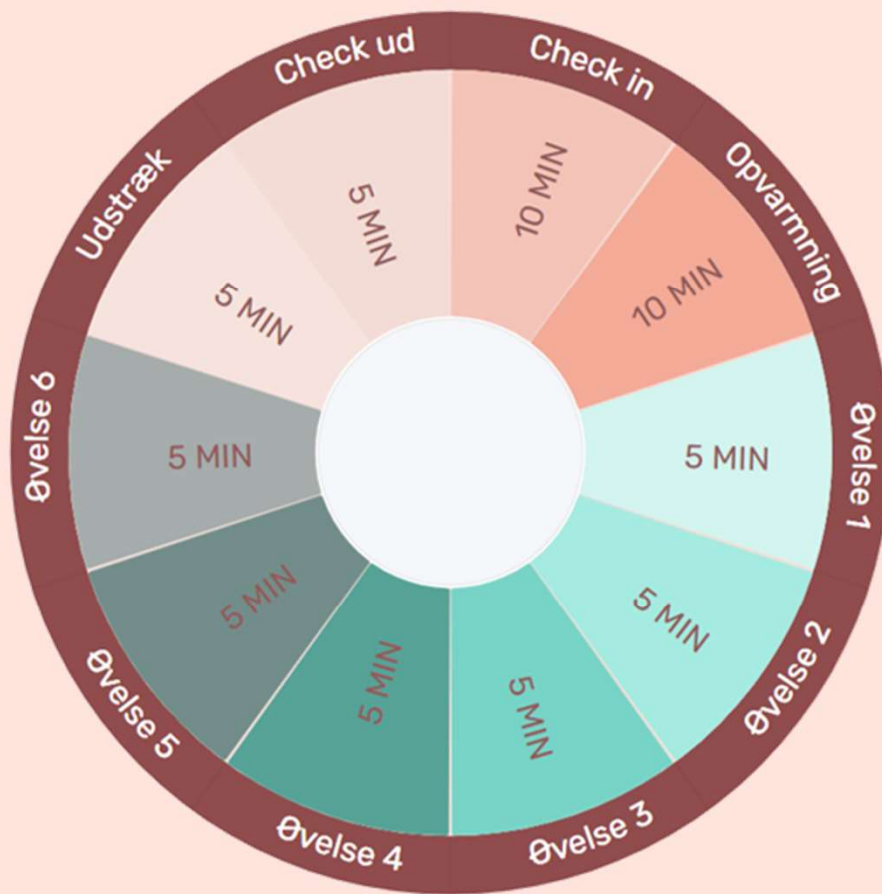 Check in
10 MIN
Opvarmning
10 MIN
Øvelse 1
5 MIN
Øvelse 2
5 MIN
Øvelse 3
5 MIN
Øvelse 4
5 MIN
Øvelse 5
5 MIN
Øvelse 6
5 MIN
Udstræk
5 MIN
Check ud
5 MIN